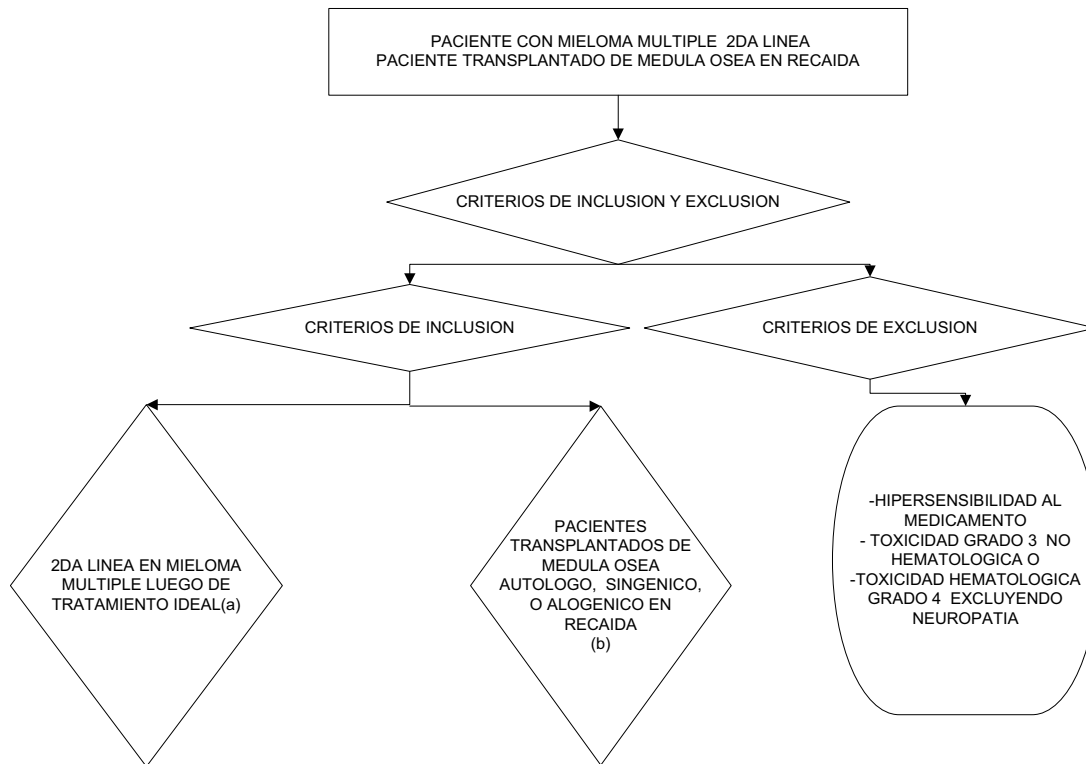 PACIENTE CON MIELOMA MULTIPLE 2DA LINEA
PACIENTE TRANSPLANTADO DE MEDULA OSEA EN RECAIDA
CRITERIOS DE INCLUSION Y EXCLUSION
CRITERIOS DE INCLUSION
CRITERIOS DE EXCLUSION
2DA LINEA EN MIELOMA
MULTIPLE LUEGO DE
TRATAMIENTO IDEAL(a)
PACIENTES
TRANSPLANTADOS DE
MEDULA OSEA
AUTOLOGO, SINGENICO,
O ALOGENICO EN
RECAIDA
(b)
-HIPERSENSIBILIDAD AL
MEDICAMENTO
- TOXICIDAD GRADO 3 NO
HEMATOLOGICA O
-TOXICIDAD HEMATOLOGICA
GRADO 4 EXCLUYENDO
NEUROPATIA